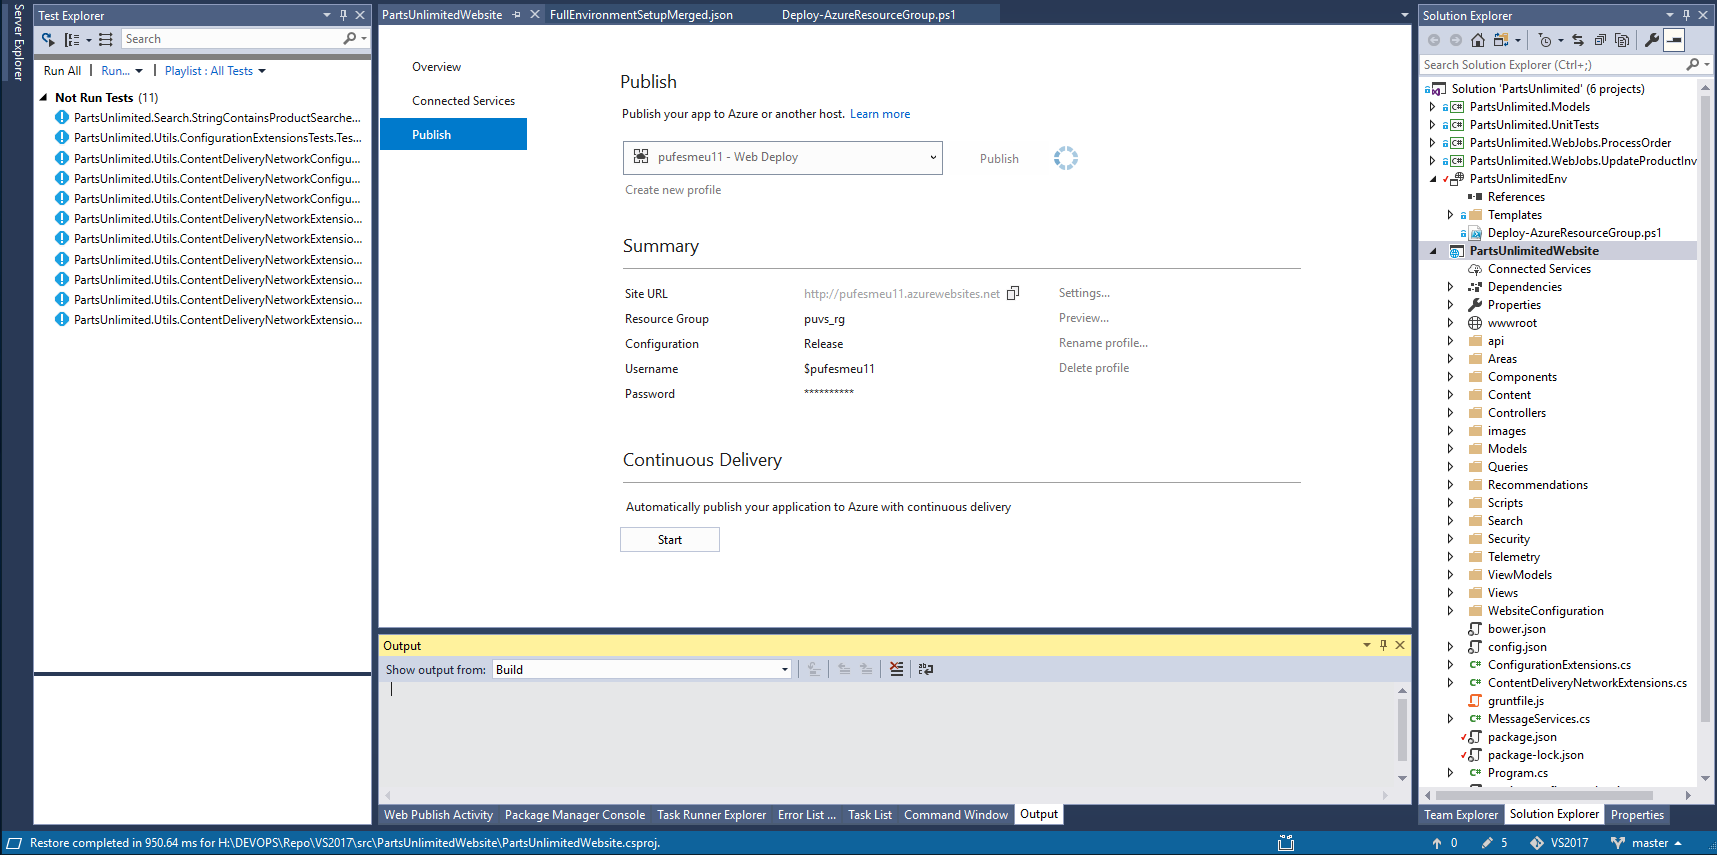 Server Explorer
Test Explorer
Search
Run All | Run... | Playlist : All Tests
Not Run Tests (11)
PartsUnlimited.Search.StringContainsProductSearche...
PartsUnlimited.Utils.ConfigurationExtensionsTests.Tes...
PartsUnlimited.Utils.ContentDeliveryNetworkConfigu...
PartsUnlimited.Utils.ContentDeliveryNetworkConfigu...
PartsUnlimited.Utils.ContentDeliveryNetworkConfigu...
PartsUnlimited.Utils.ContentDeliveryNetworkExtensio...
PartsUnlimited.Utils.ContentDeliveryNetworkExtensio...
PartsUnlimited.Utils.ContentDeliveryNetworkExtensio...
PartsUnlimited.Utils.ContentDeliveryNetworkExtensio...
PartsUnlimited.Utils.ContentDeliveryNetworkExtensio...
PartsUnlimited.Utils.ContentDeliveryNetworkExtensio...
PartsUnlimitedWebsite FullEnvironmentSetupMerged.json Deploy-AzureResourceGroup.ps1
Overview
Connected Services
Publish
Publish
Publish your app to Azure or another host. Learn more
pufesmeu11 - Web Deploy Publish
Create new profile
Summary
Site URL http://pufesmeu11.azurewebsites.net Settings...
Resource Group puvs_rg Preview...
Configuration Release Rename profile...
Username $pufesmeu11 Delete profile
Password **********
Continuous Delivery
Automatically publish your application to Azure with continuous delivery
Start
Output
Show output from: Build
Web Publish Activity Package Manager Console Task Runner Explorer Error List ... Task List Command Window Output
Solution Explorer
Search Solution Explorer (Ctrl+;)
Solution 'PartsUnlimited' (6 projects)
PartsUnlimited.Models
PartsUnlimited.UnitTests
PartsUnlimited.WebJobs.ProcessOrder
PartsUnlimited.WebJobs.UpdateProductInv
PartsUnlimitedEnv
References
Templates
Deploy-AzureResourceGroup.ps1
PartsUnlimitedWebsite
Connected Services
Dependencies
Properties
wwwroot
api
Areas
Components
Content
Controllers
images
Models
Queries
Recommendations
Scripts
Search
Security
Telemetry
ViewModels
Views
WebsiteConfiguration
bower.json
config.json
ConfigurationExtensions.cs
ContentDeliveryNetworkExtensions.cs
gruntfile.js
MessageServices.cs
package.json
package-lock.json
Program.cs
Team Explorer Solution Explorer Properties
Restore completed in 950.64 ms for H:\DEVOPS\Repo\VS2017\src\PartsUnlimitedWebsite\PartsUnlimitedWebsite.csproj.
0 5 VS2017 master